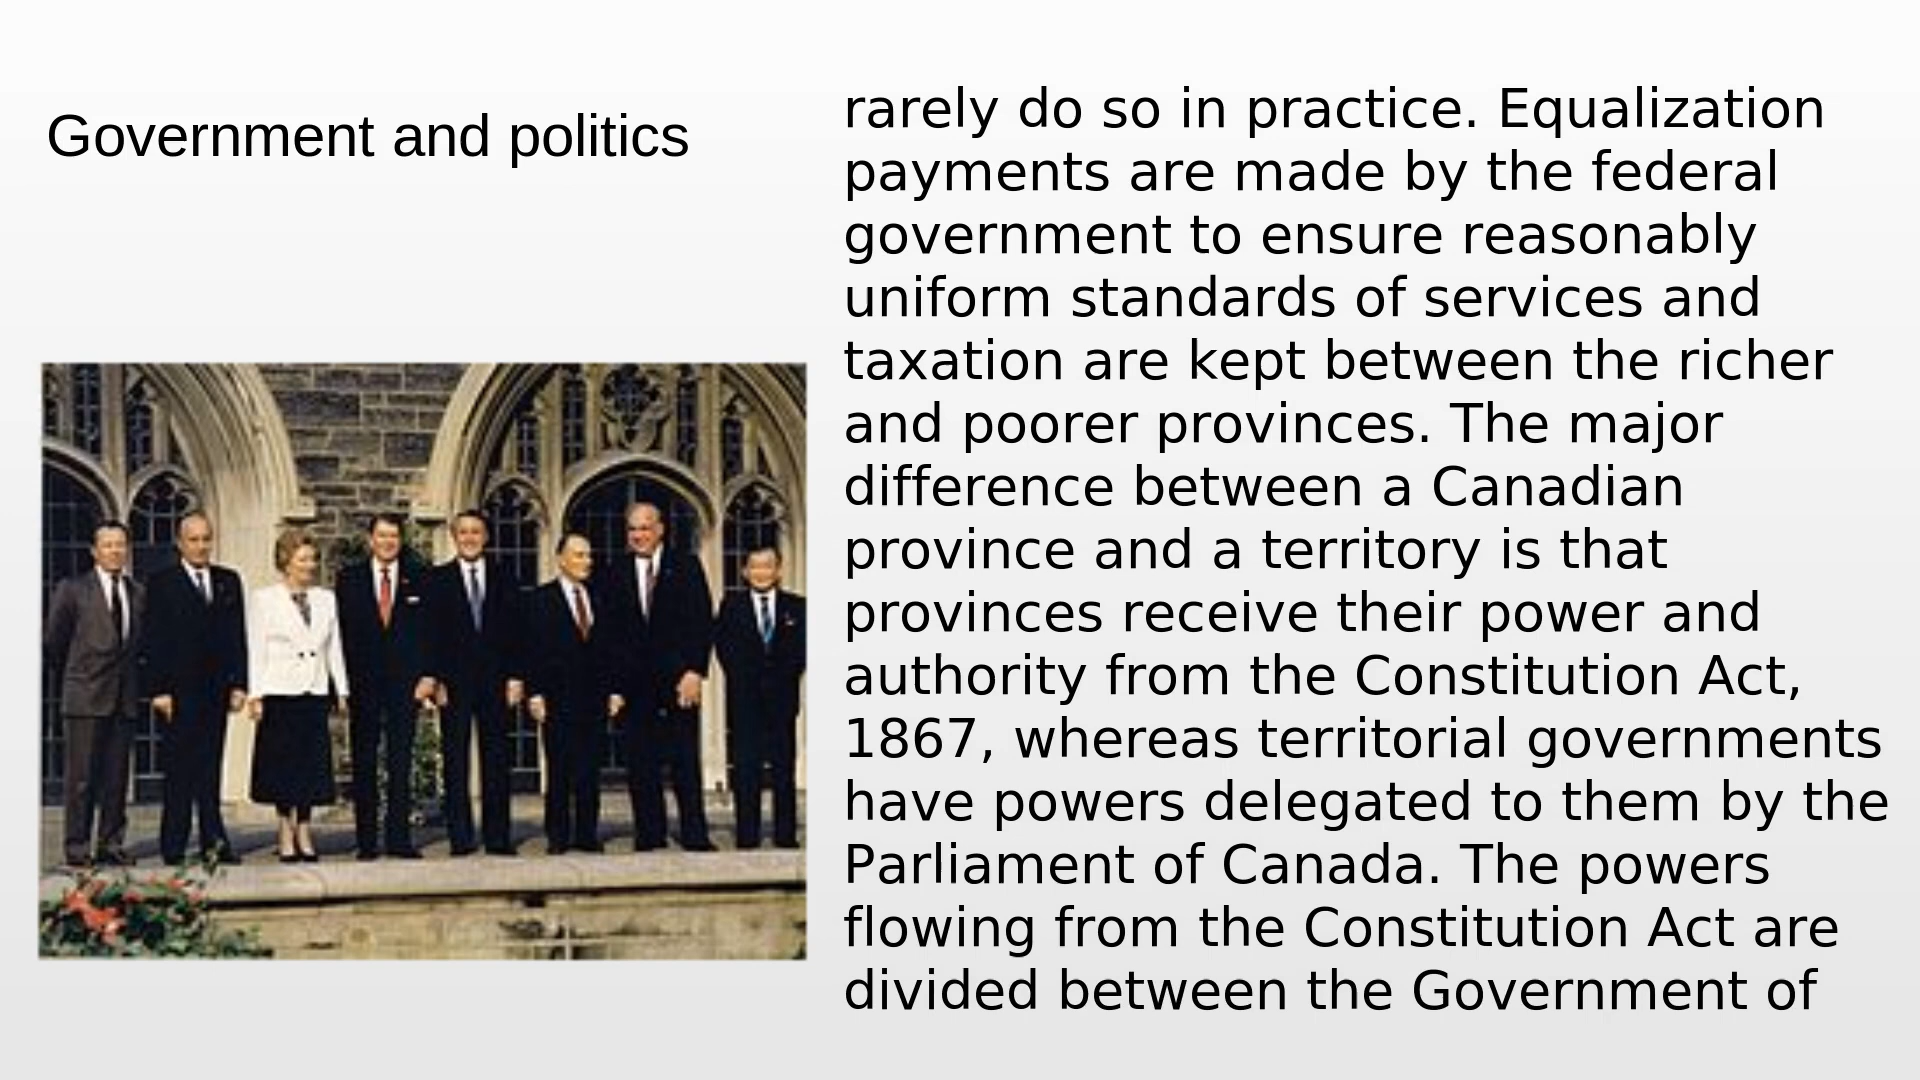 Government and politics
rarely do so in practice. Equalization
payments are made by the federal
government to ensure reasonably
uniform standards of services and
taxation are kept between the richer
and poorer provinces. The major
difference between a Canadian
province and a territory is that
provinces receive their power and
authority from the Constitution Act,
1867, whereas territorial governments
have powers delegated to them by the
Parliament of Canada. The powers
flowing from the Constitution Act are
divided between the Government of